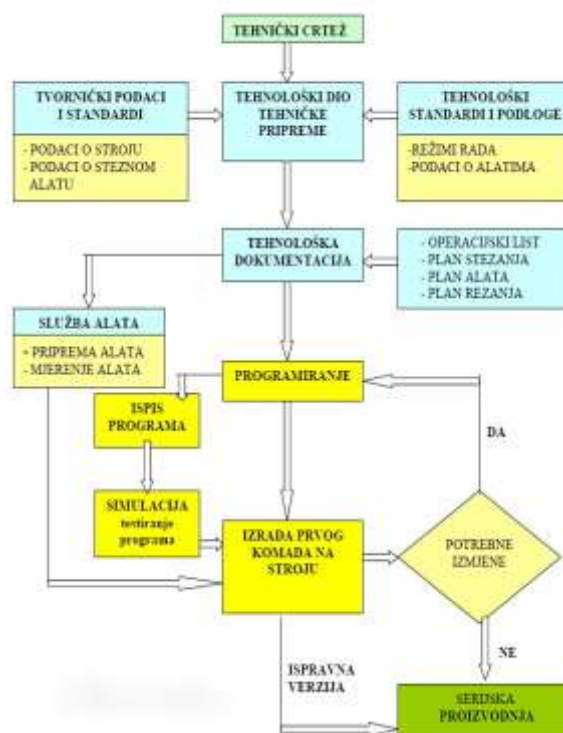 TEHNIČKI CRTEŽ
TVORNIČKI PODACI
I STANDARDI
- PODACI O STROJU
- PODACI O STEZNOM
ALATU
TEHNOLOŠKI DIO
TEHNIČKE
PRIPREME
TEHNOLOŠKI
STANDARDI I PODLOGE
-REŽIMI RADA
-PODACI O ALATIMA
TEHNOLOŠKA
DOKUMENTACIJA
- OPERACIJSKI LIST
- PLAN STEZANJA
- PLAN ALATA
- PLAN REZANJA
SLUŽBA ALATA
- PRIPREMA ALATA
- MJERENJE ALATA
PROGRAMIRANJE
ISPIS
PROGRAMA
DA
SIMULACIJA
testiranje
programa
IZRADA PRVOG
KOMADA NA
STROJU
POTREBNE
IZMJENE
NE
ISPRAVNA
VERZIJA
SERIJSKA
PROIZVODNJA